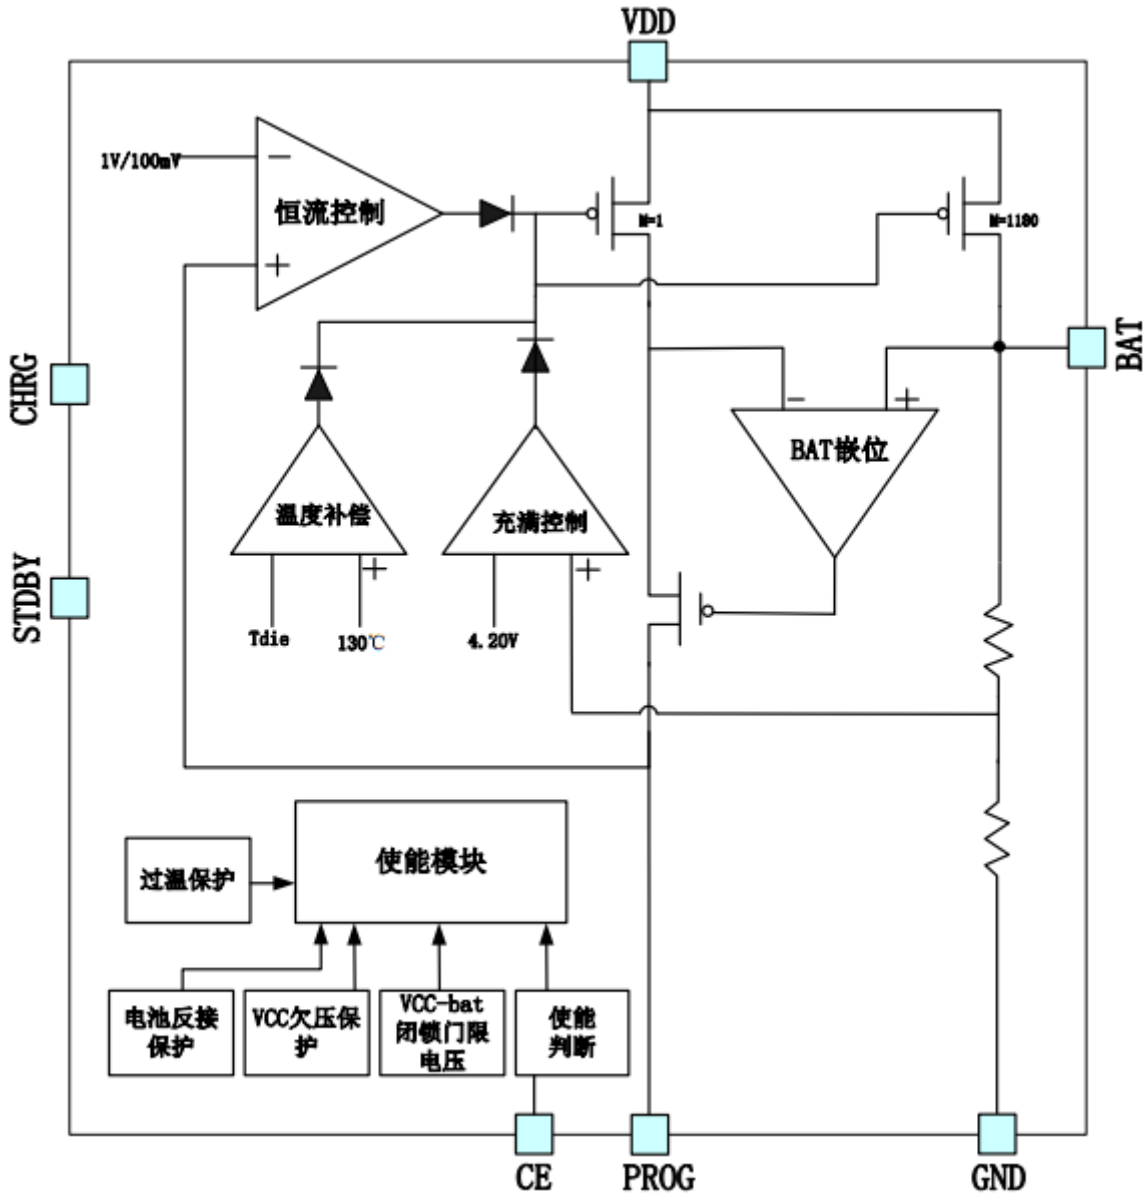 VDD
1V/100mV
−
恒流控制
+
M=1
M=1180
BAT
CHRG
−
+
BAT嵌位
温度补偿
充满控制
+
+
STDBY
Tdie
130℃
4.20V
使能模块
过温保护
电池反接
保护
VCC欠压保
护
VCC-bat
闭锁门限
电压
使能
判断
CE
PROG
GND